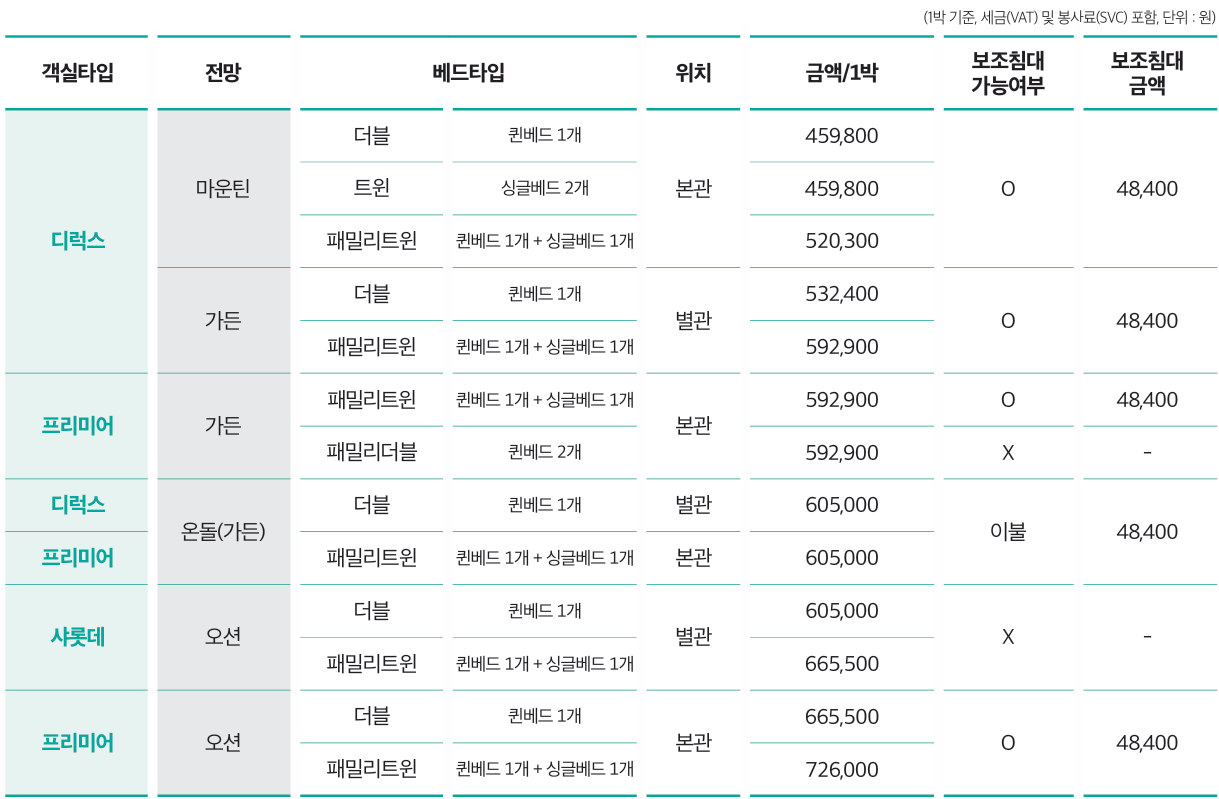 (1박 기준, 세금(VAT) 및 봉사료(SVC) 포함, 단위 : 원)
객실타입 전망 베드타입 위치 금액/1박 보조침대 가능여부 보조침대 금액
디럭스 마운틴 더블 퀸베드 1개 본관 459,800 O 48,400
트윈 싱글베드 2개 459,800
패밀리트윈 퀸베드 1개 + 싱글베드 1개 520,300
가든 더블 퀸베드 1개 별관 532,400 O 48,400
패밀리트윈 퀸베드 1개 + 싱글베드 1개 592,900
프리미어 가든 패밀리트윈 퀸베드 1개 + 싱글베드 1개 본관 592,900 O 48,400
패밀리더블 퀸베드 2개 592,900 X -
디럭스 온돌(가든) 더블 퀸베드 1개 별관 605,000 이불 48,400
프리미어 패밀리트윈 퀸베드 1개 + 싱글베드 1개 본관 605,000
샤롯데 오션 더블 퀸베드 1개 별관 605,000 X -
패밀리트윈 퀸베드 1개 + 싱글베드 1개 665,500
프리미어 오션 더블 퀸베드 1개 본관 665,500 O 48,400
패밀리트윈 퀸베드 1개 + 싱글베드 1개 726,000